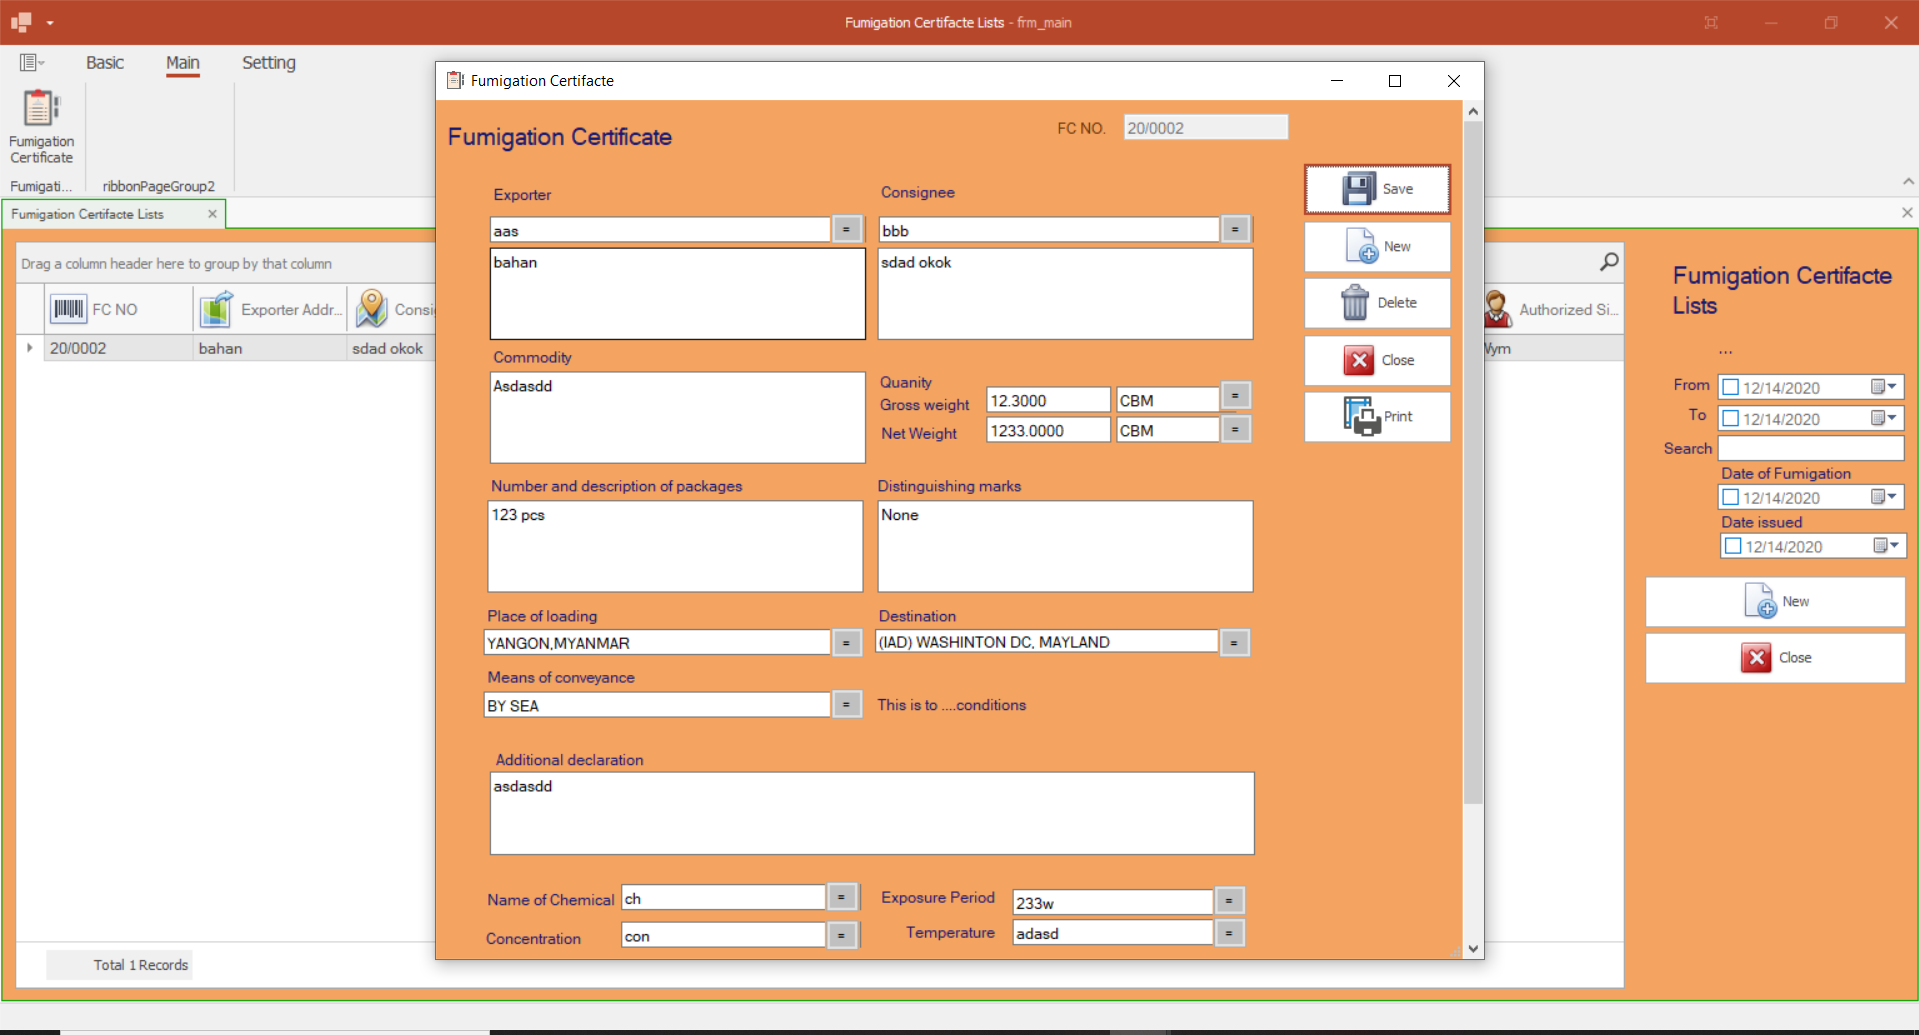 Fumigation Certifacte Lists - frm_main
Basic Main Setting
Fumigation
Certificate
Fumigati... ribbonPageGroup2
Fumigation Certifacte Lists
Drag a column header here to group by that column
FC NO Exporter Addr... Consi Authorized Si...
20/0002 bahan sdad okok Wym
Total 1 Records
Fumigation Certifacte
Fumigation Certificate
FC NO. 20/0002
Exporter Consignee
aas = bbb =
bahan sdad okok
Commodity
Asdasdd
Quanity
Gross weight 12.3000 CBM =
Net Weight 1233.0000 CBM =
Number and description of packages Distinguishing marks
123 pcs None
Place of loading Destination
YANGON,MYANMAR = (IAD) WASHINTON DC, MAYLAND =
Means of conveyance
BY SEA = This is to ....conditions
Additional declaration
asdasdd
Name of Chemical ch = Exposure Period 233w =
Concentration con = Temperature adasd =
Save
New
Delete
Close
Print
Fumigation Certifacte
Lists
...
From 12/14/2020
To 12/14/2020
Search
Date of Fumigation
12/14/2020
Date issued
12/14/2020
New
Close